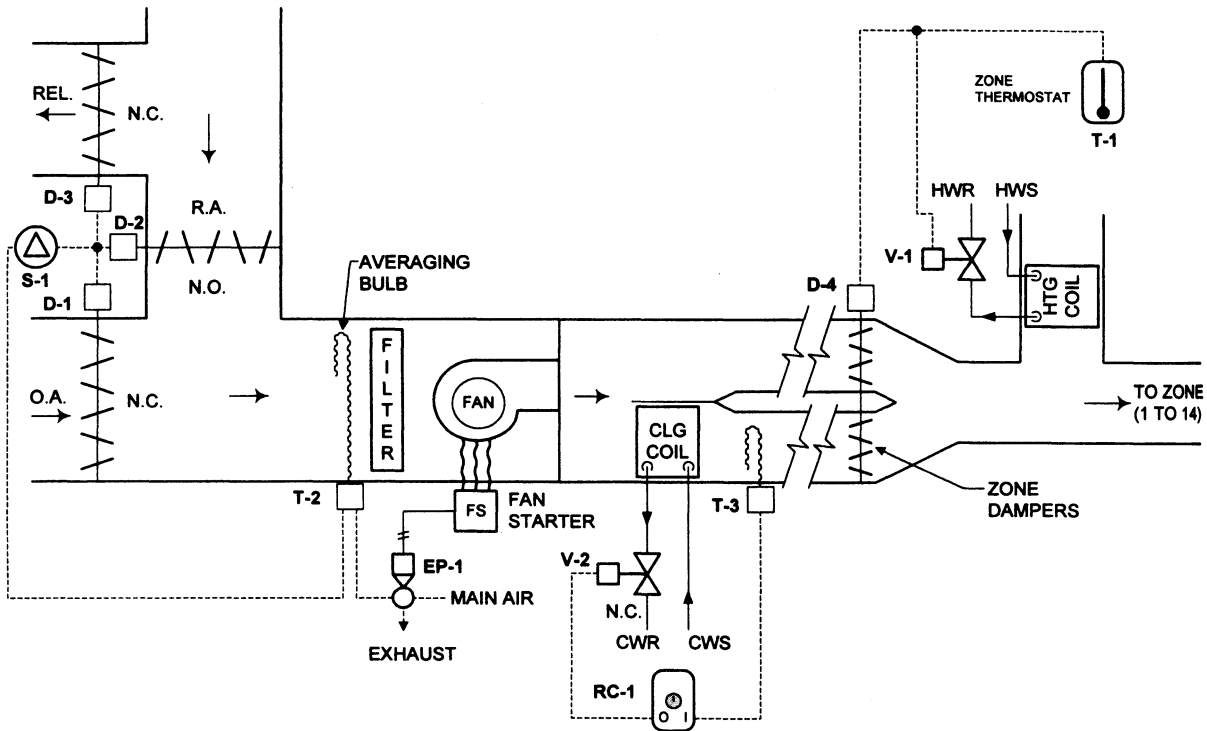 REL.
N.C.
D-3
D-2
S-1
D-1
R.A.
N.O.
O.A.
N.C.
AVERAGING
BULB
FILTER
T-2
FAN
FS
FAN
STARTER
EP-1
MAIN AIR
EXHAUST
CLG
COIL
T-3
V-2
N.C.
CWR
CWS
RC-1
O I
D-4
ZONE
DAMPERS
ZONE
THERMOSTAT
T-1
HWR
HWS
V-1
HTG
COIL
TO ZONE
(1 TO 14)